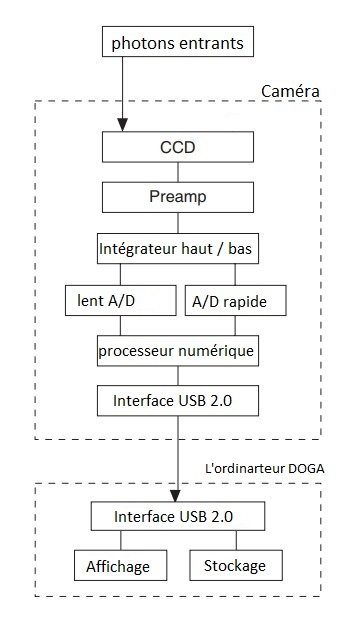 photons entrants
Caméra
CCD
Preamp
Intégrateur haut / bas
lent A/D
A/D rapide
processeur numérique
Interface USB 2.0
L'ordinarteur DOGA
Interface USB 2.0
Affichage
Stockage